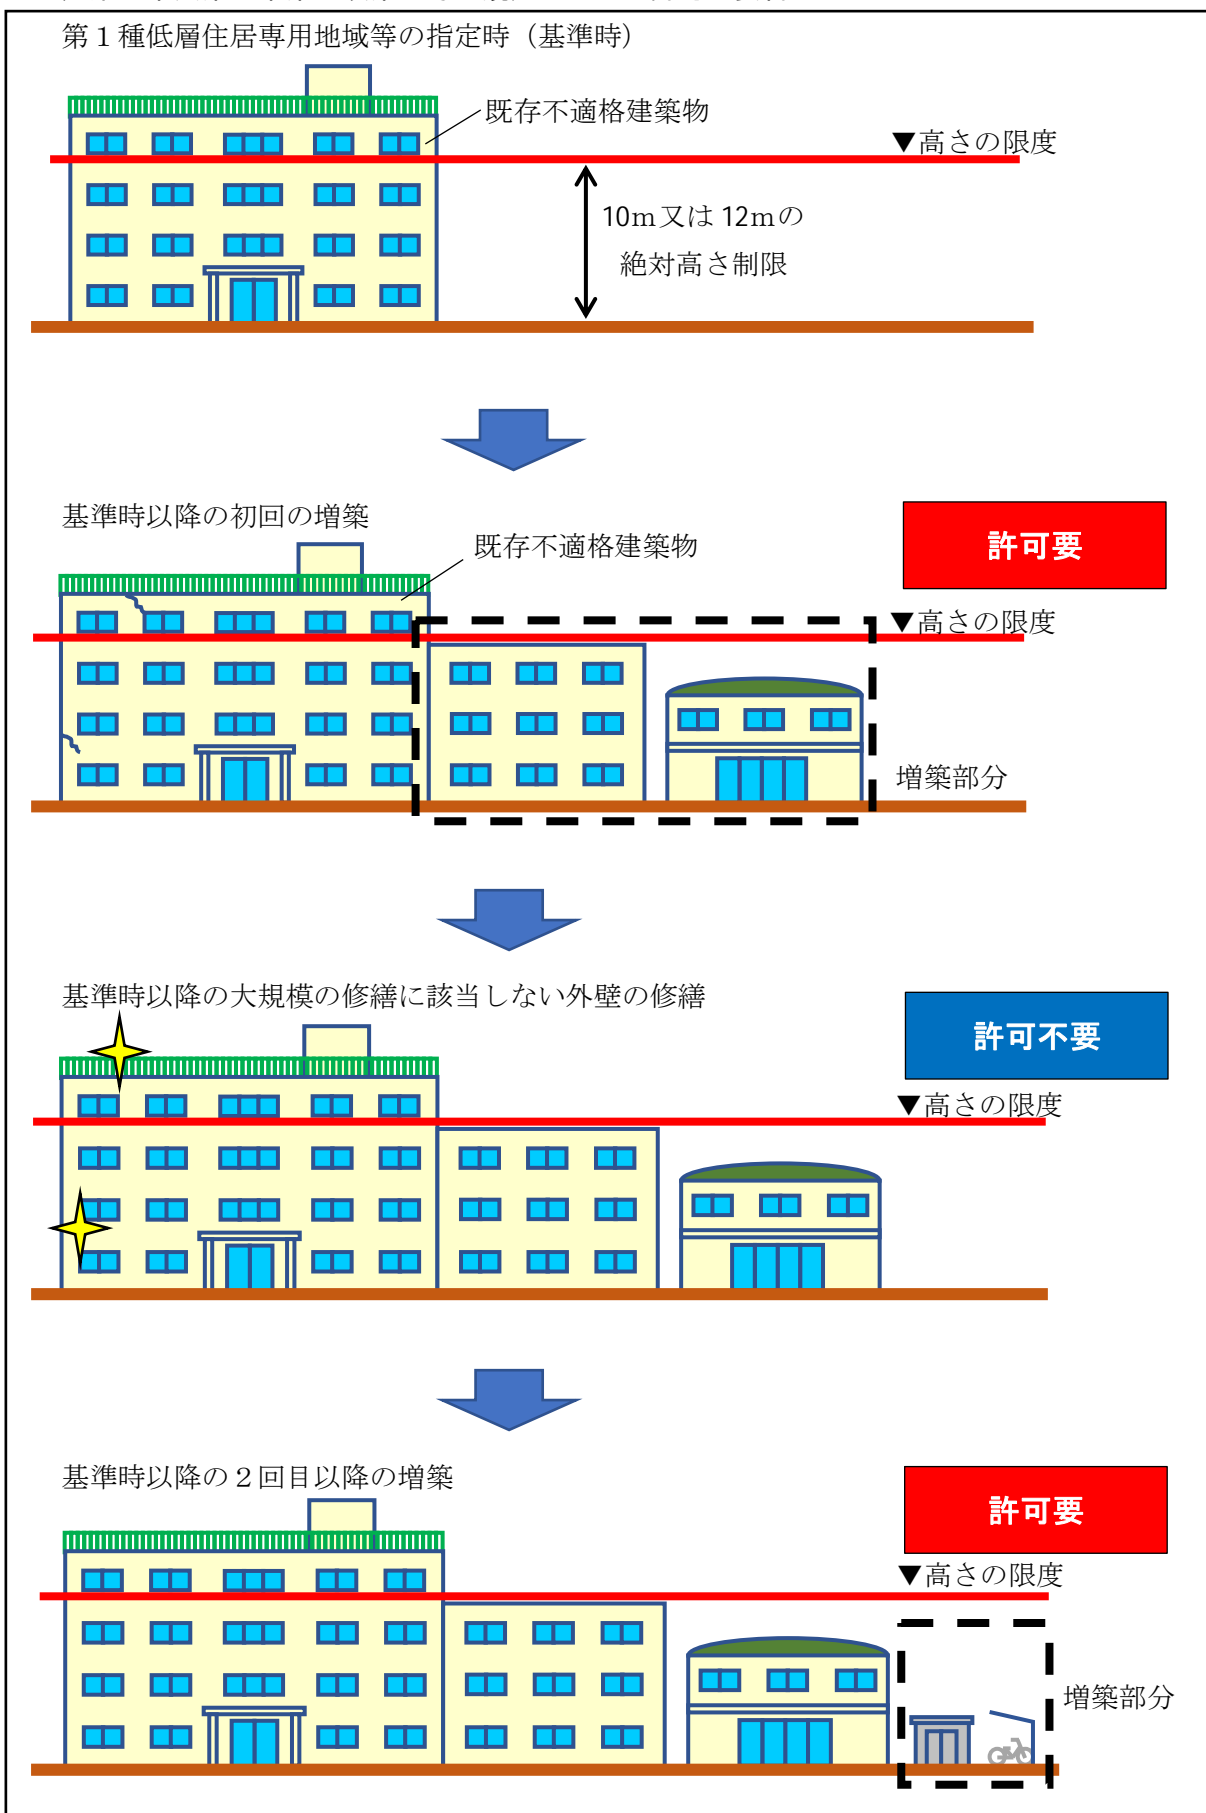 第１種低層住居専用地域等の指定時（基準時）
既存不適格建築物
▼高さの限度
10ｍ又は 12ｍの
絶対高さ制限
基準時以降の初回の増築
許可要
既存不適格建築物
▼高さの限度
増築部分
基準時以降の大規模の修繕に該当しない外壁の修繕
許可不要
▼高さの限度
基準時以降の２回目以降の増築
許可要
▼高さの限度
増築部分